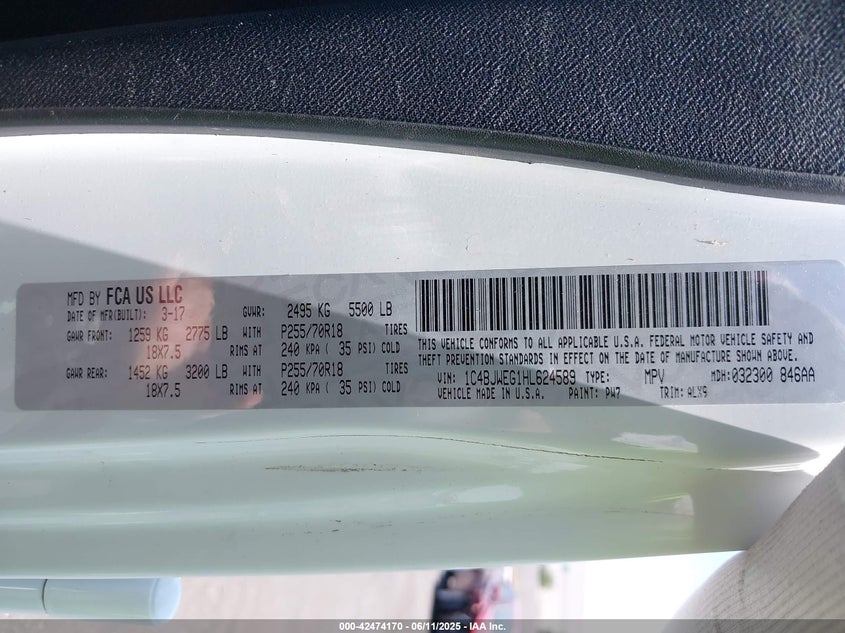 MFD BY FCA US LLC
DATE OF MFR(BUILT): 3-17 GVWR: 2495 KG 5500 LB
GAWR FRONT: 1259 KG 2775 LB WITH P255/70R18 TIRES
18X7.5 RIMS AT 240 KPA ( 35 PSI) COLD
GAWR REAR: 1452 KG 3200 LB WITH P255/70R18 TIRES
18X7.5 RIMS AT 240 KPA ( 35 PSI) COLD
THIS VEHICLE CONFORMS TO ALL APPLICABLE U.S.A. FEDERAL MOTOR VEHICLE SAFETY AND
THEFT PREVENTION STANDARDS IN EFFECT ON THE DATE OF MANUFACTURE SHOWN ABOVE.
VIN: 1C4BJWEG1HL624589 TYPE: MPV MDH: 032300 846AA
VEHICLE MADE IN U.S.A. PAINT: PW7 TRIM: ALX9
000-42474170 - 06/11/2025 - IAA Inc.